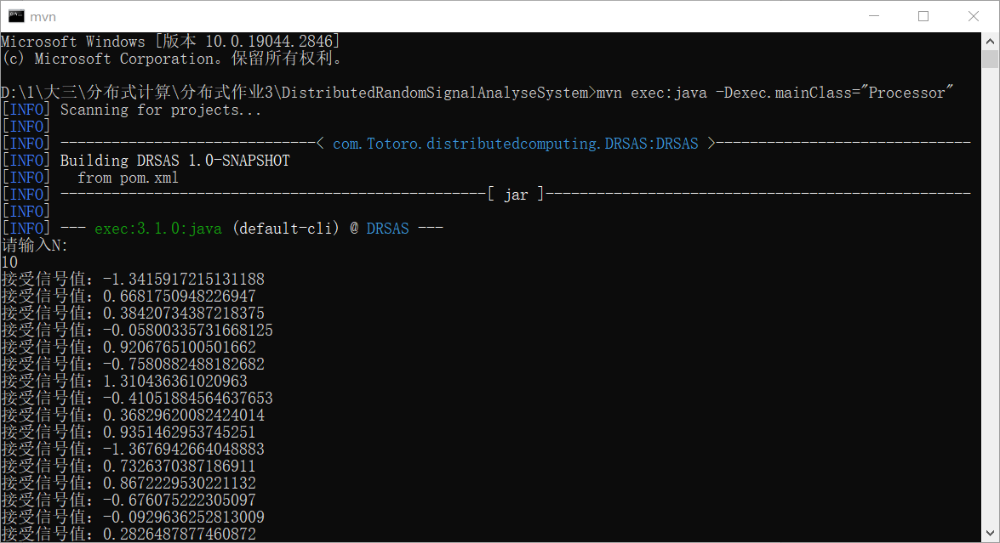 mvn
Microsoft Windows [版本 10.0.19044.2846]
(c) Microsoft Corporation。保留所有权利。
D:\1\大三\分布式计算\分布式作业3\DistributedRandomSignalAnalyseSystem>mvn exec:java -Dexec.mainClass="Processor"
[INFO] Scanning for projects...
[INFO]
[INFO] ------------------------------< com.Totoro.distributedcomputing.DRSAS:DRSAS >------------------------------
[INFO] Building DRSAS 1.0-SNAPSHOT
[INFO]   from pom.xml
[INFO] --------------------------------------------------[ jar ]--------------------------------------------------
[INFO]
[INFO] --- exec:3.1.0:java (default-cli) @ DRSAS ---
请输入N:
10
接受信号值: -1.3415917215131188
接受信号值: 0.6681750948226947
接受信号值: 0.38420734387218375
接受信号值: -0.05800335731668125
接受信号值: 0.9206765100501662
接受信号值: -0.7580882488182682
接受信号值: 1.310436361020963
接受信号值: -0.41051884564637653
接受信号值: 0.36829620082424014
接受信号值: 0.9351462953745251
接受信号值: -1.3676942664048883
接受信号值: 0.7326370387186911
接受信号值: 0.8672229530221132
接受信号值: -0.676075222305097
接受信号值: -0.0929636252813009
接受信号值: 0.2826487877460872